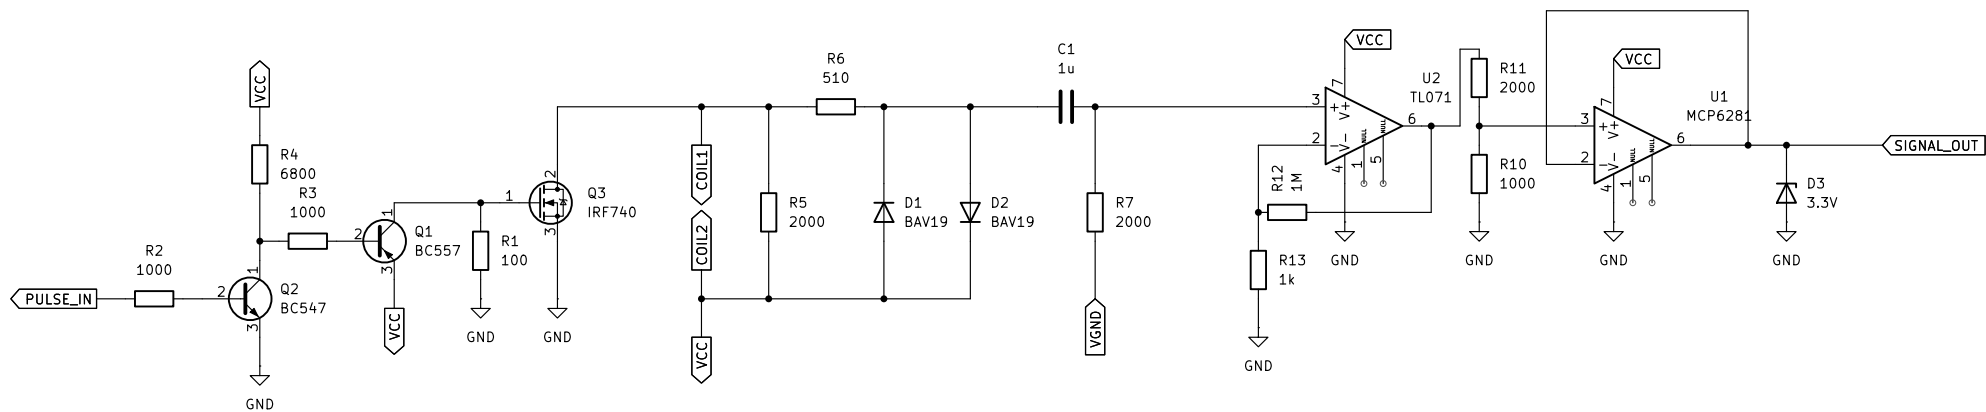 VCC
R4
6800
R3
1000
R2
1000
PULSE_IN
2
1
3
Q2
BC547
GND
2
1
3
Q1
BC557
VCC
R1
100
GND
1
2
3
Q3
IRF740
GND
COIL1
COIL2
VCC
R5
2000
R6
510
D1
BAV19
D2
BAV19
C1
1u
R7
2000
VGND
VCC
U2
TL071
3
2
7
6
4
1
5
+
V+
−
V-
NULL
NULL
R12
1M
R13
1k
GND
GND
R11
2000
R10
1000
GND
VCC
U1
MCP6281
3
2
7
6
4
1
5
+
V+
−
V-
NULL
NULL
GND
D3
3.3V
GND
SIGNAL_OUT